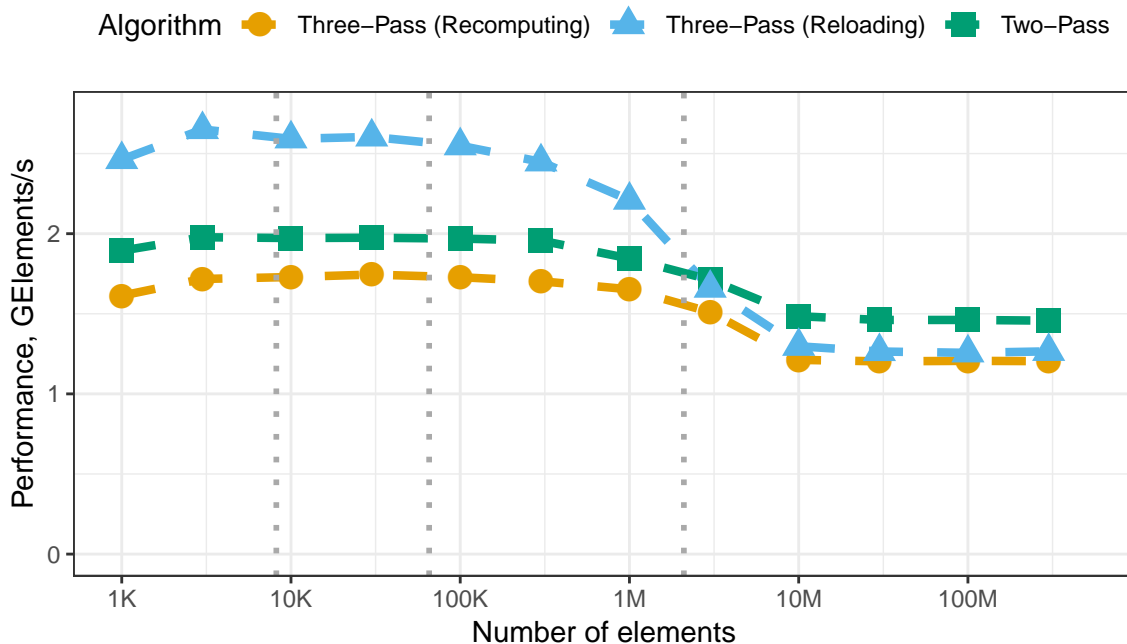 Algorithm Three−Pass (Recomputing) Three−Pass (Reloading) Two−Pass
Performance, GElements/s
2
1
0
1K 10K 100K 1M 10M 100M
Number of elements